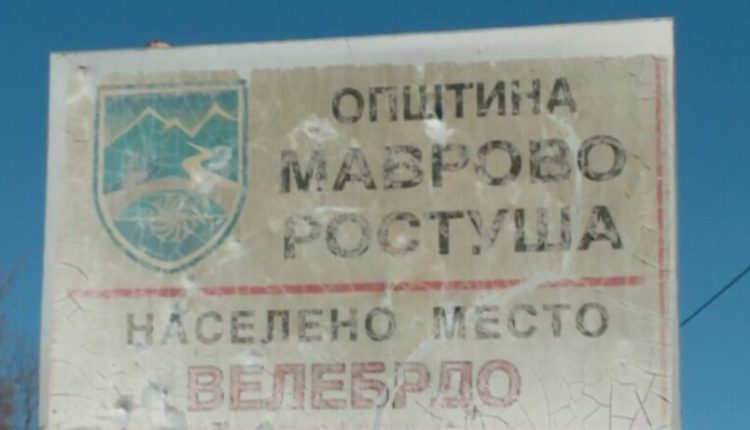 ОПШТИНА
МАВРОВО
РОСТУША
НАСЕЛЕНО МЕСТО
ВЕЛЕБРДО